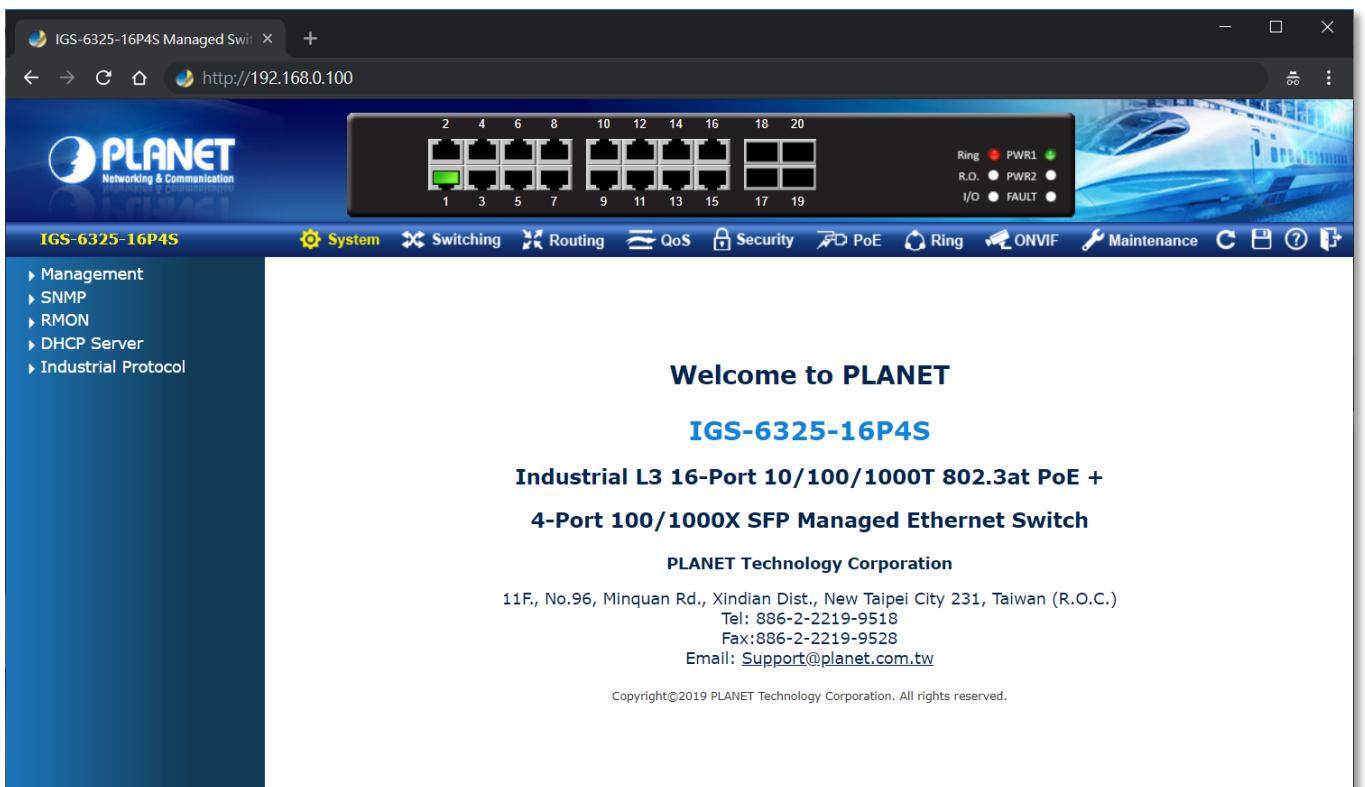 IGS-6325-16P4S Managed Swi
http://192.168.0.100
PLANET
Networking & Communication
2 4 6 8 10 12 14 16 18 20
1 3 5 7 9 11 13 15 17 19
Ring PWR1
R.O. PWR2
I/O FAULT
IGS-6325-16P4S
System Switching Routing QoS Security PoE Ring ONVIF Maintenance
Management
SNMP
RMON
DHCP Server
Industrial Protocol
Welcome to PLANET
IGS-6325-16P4S
Industrial L3 16-Port 10/100/1000T 802.3at PoE +
4-Port 100/1000X SFP Managed Ethernet Switch
PLANET Technology Corporation
11F., No.96, Minquan Rd., Xindian Dist., New Taipei City 231, Taiwan (R.O.C.)
Tel: 886-2-2219-9518
Fax:886-2-2219-9528
Email: Support@planet.com.tw
Copyright©2019 PLANET Technology Corporation. All rights reserved.